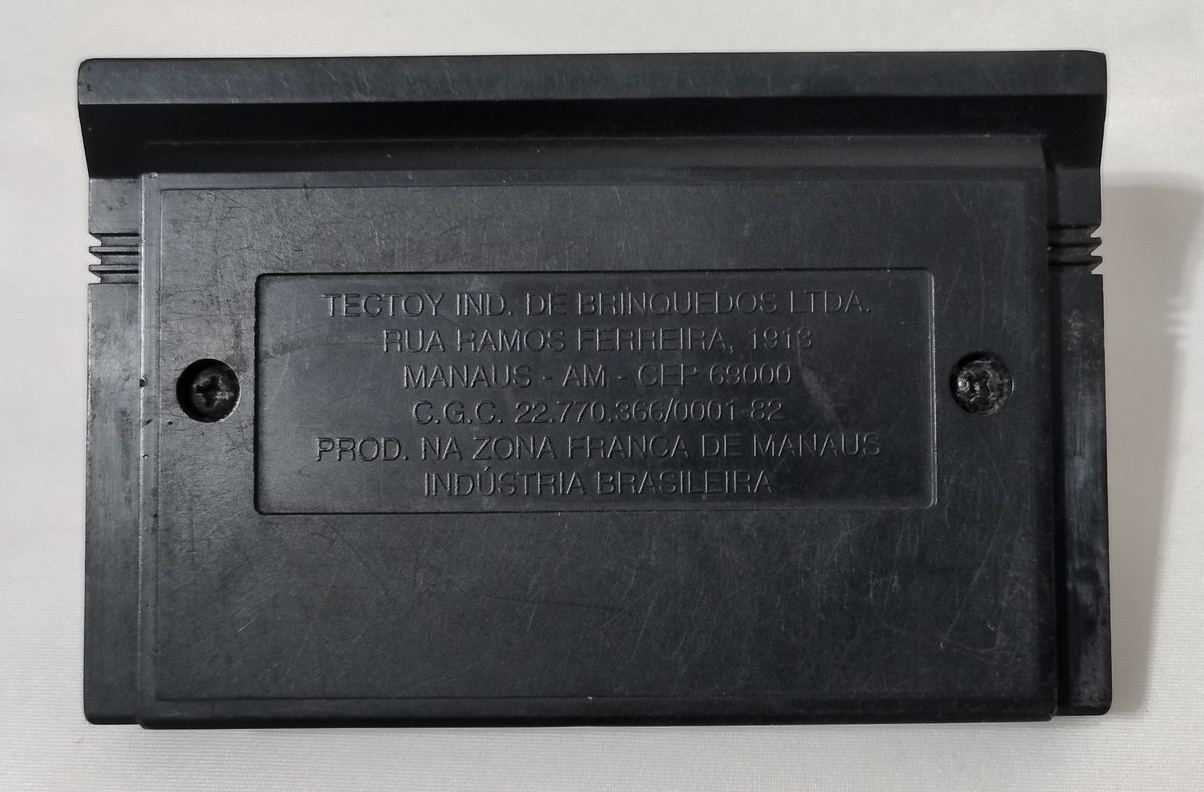 TECTOY IND. DE BRINQUEDOS LTDA.
RUA RAMOS FERREIRA, 1913
MANAUS - AM - CEP 69000
C.G.C. 22.770.366/0001-82
PROD. NA ZONA FRANCA DE MANAUS
INDÚSTRIA BRASILEIRA